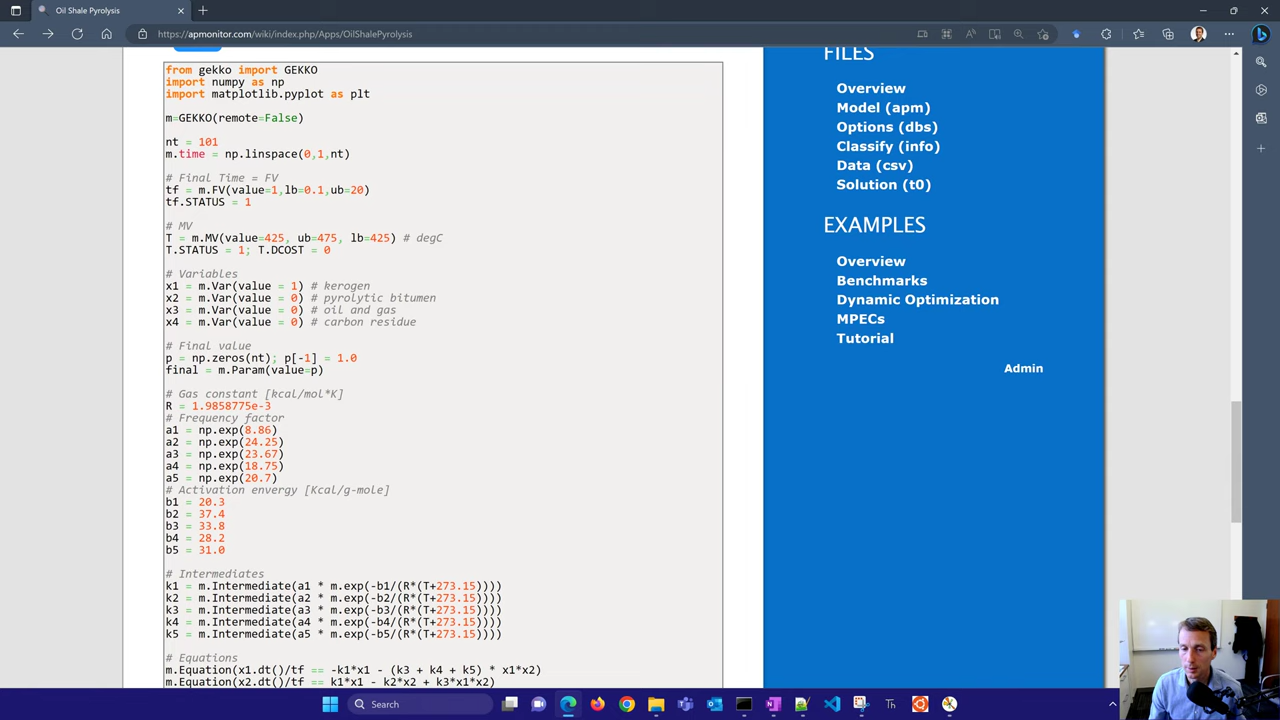 Oil Shale Pyrolysis
https://apmonitor.com/wiki/index.php/Apps/OilShalePyrolysis
from gekko import GEKKO
import numpy as np
import matplotlib.pyplot as plt
m=GEKKO(remote=False)
nt = 101
m.time = np.linspace(0,1,nt)
# Final Time = FV
tf = m.FV(value=1,lb=0.1,ub=20)
tf.STATUS = 1
# MV
T = m.MV(value=425, ub=475, lb=425) # degC
T.STATUS = 1; T.DCOST = 0
# Variables
x1 = m.Var(value = 1) # kerogen
x2 = m.Var(value = 0) # pyrolytic bitumen
x3 = m.Var(value = 0) # oil and gas
x4 = m.Var(value = 0) # carbon residue
# Final value
p = np.zeros(nt); p[-1] = 1.0
final = m.Param(value=p)
# Gas constant [kcal/mol*K]
R = 1.9858775e-3
# Frequency factor
a1 = np.exp(8.86)
a2 = np.exp(24.25)
a3 = np.exp(23.67)
a4 = np.exp(18.75)
a5 = np.exp(20.7)
# Activation envergy [Kcal/g-mole]
b1 = 20.3
b2 = 37.4
b3 = 33.8
b4 = 28.2
b5 = 31.0
# Intermediates
k1 = m.Intermediate(a1 * m.exp(-b1/(R*(T+273.15))))
k2 = m.Intermediate(a2 * m.exp(-b2/(R*(T+273.15))))
k3 = m.Intermediate(a3 * m.exp(-b3/(R*(T+273.15))))
k4 = m.Intermediate(a4 * m.exp(-b4/(R*(T+273.15))))
k5 = m.Intermediate(a5 * m.exp(-b5/(R*(T+273.15))))
# Equations
m.Equation(x1.dt()/tf == -k1*x1 - (k3 + k4 + k5) * x1*x2)
m.Equation(x2.dt()/tf == k1*x1 - k2*x2 + k3*x1*x2)
FILES
Overview
Model (apm)
Options (dbs)
Classify (info)
Data (csv)
Solution (t0)
EXAMPLES
Overview
Benchmarks
Dynamic Optimization
MPECs
Tutorial
Admin
Search
Th